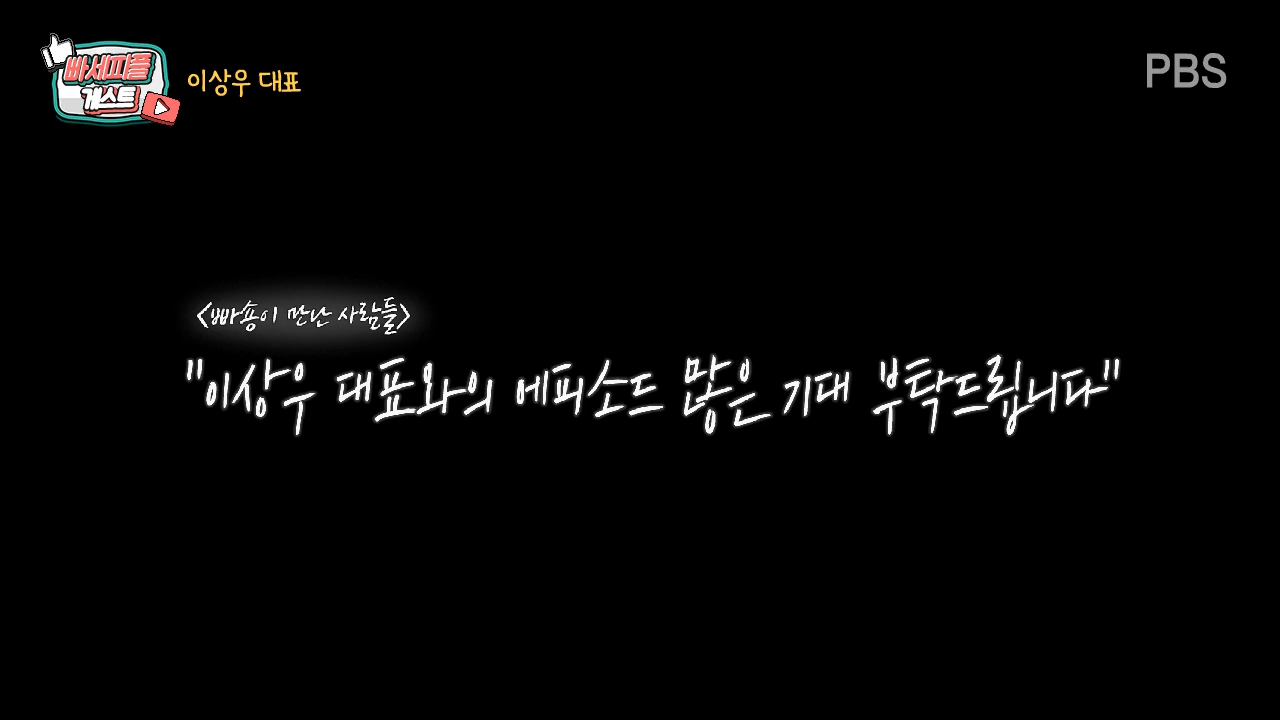 빠세피플
게스트
이상우 대표
PBS
<빠숑이 만난 사람들>
"이상우 대표와의 에피소드 많은 기대 부탁드립니다"